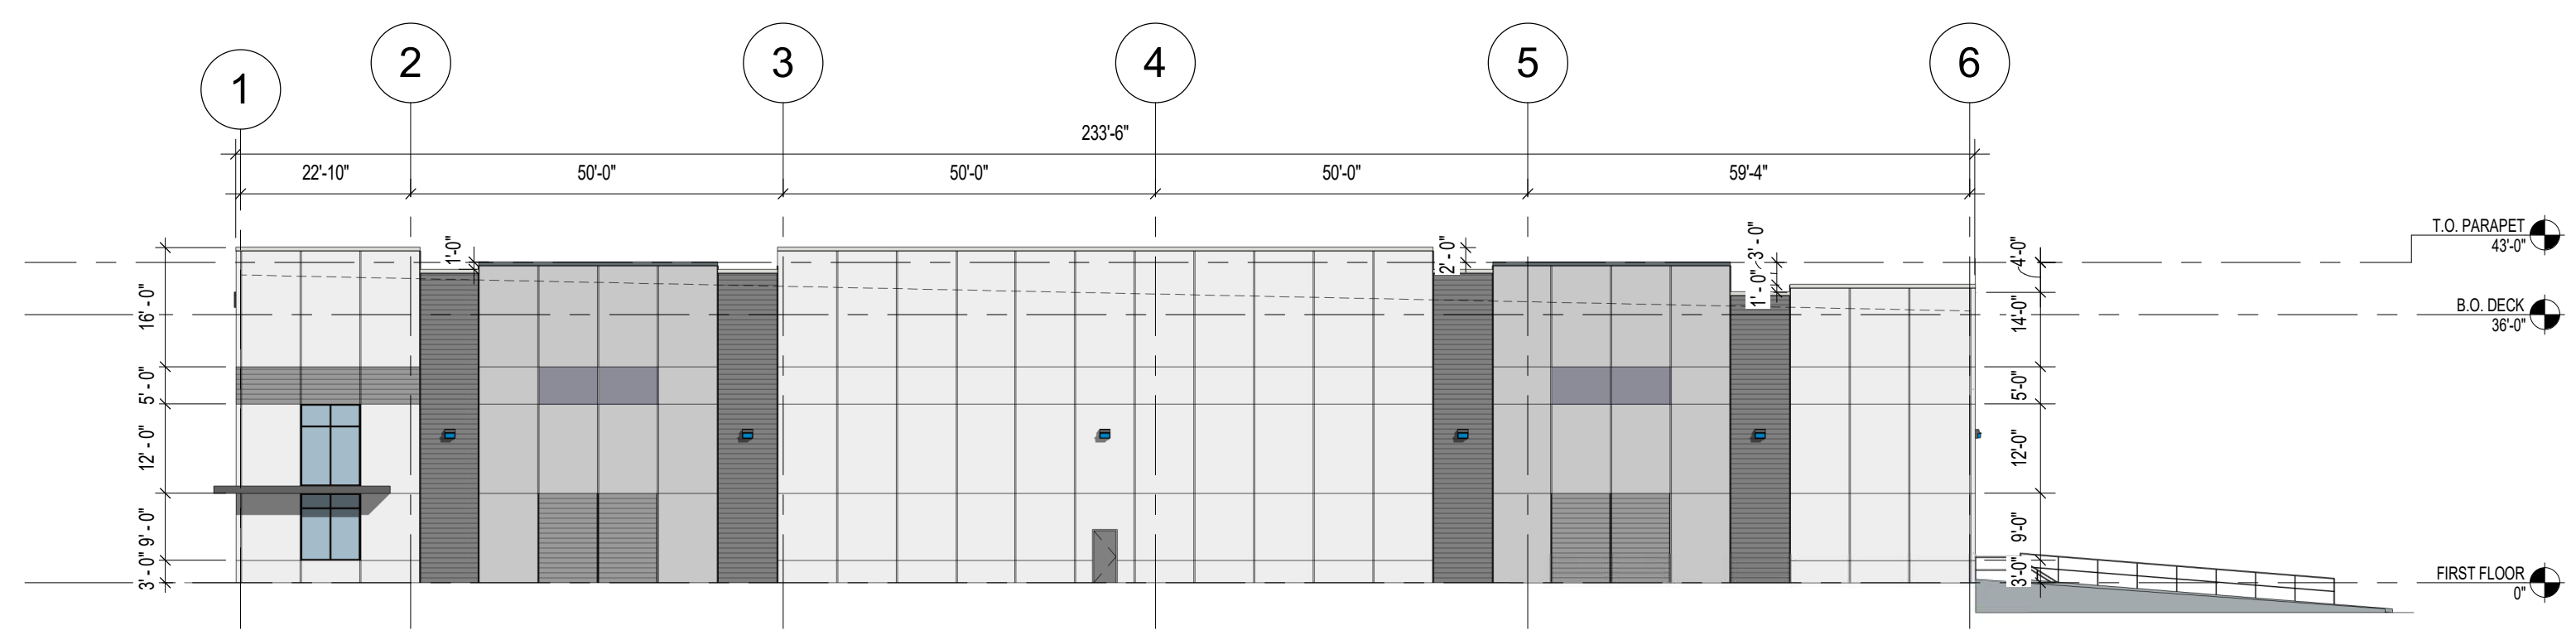 1
2
3
4
5
6
233'-6"
22'-10"
50'-0"
50'-0"
50'-0"
59'-4"
T.O. PARAPET
43'-0"
B.O. DECK
36'-0"
FIRST FLOOR
0"
16' - 0"
5' - 0"
12' - 0"
9' - 0"
3' - 0"
1'-0"
2' - 0"
3' - 0"
1' - 0"
4'-0"
14'-0"
5'-0"
12'-0"
9'-0"
3'-0"